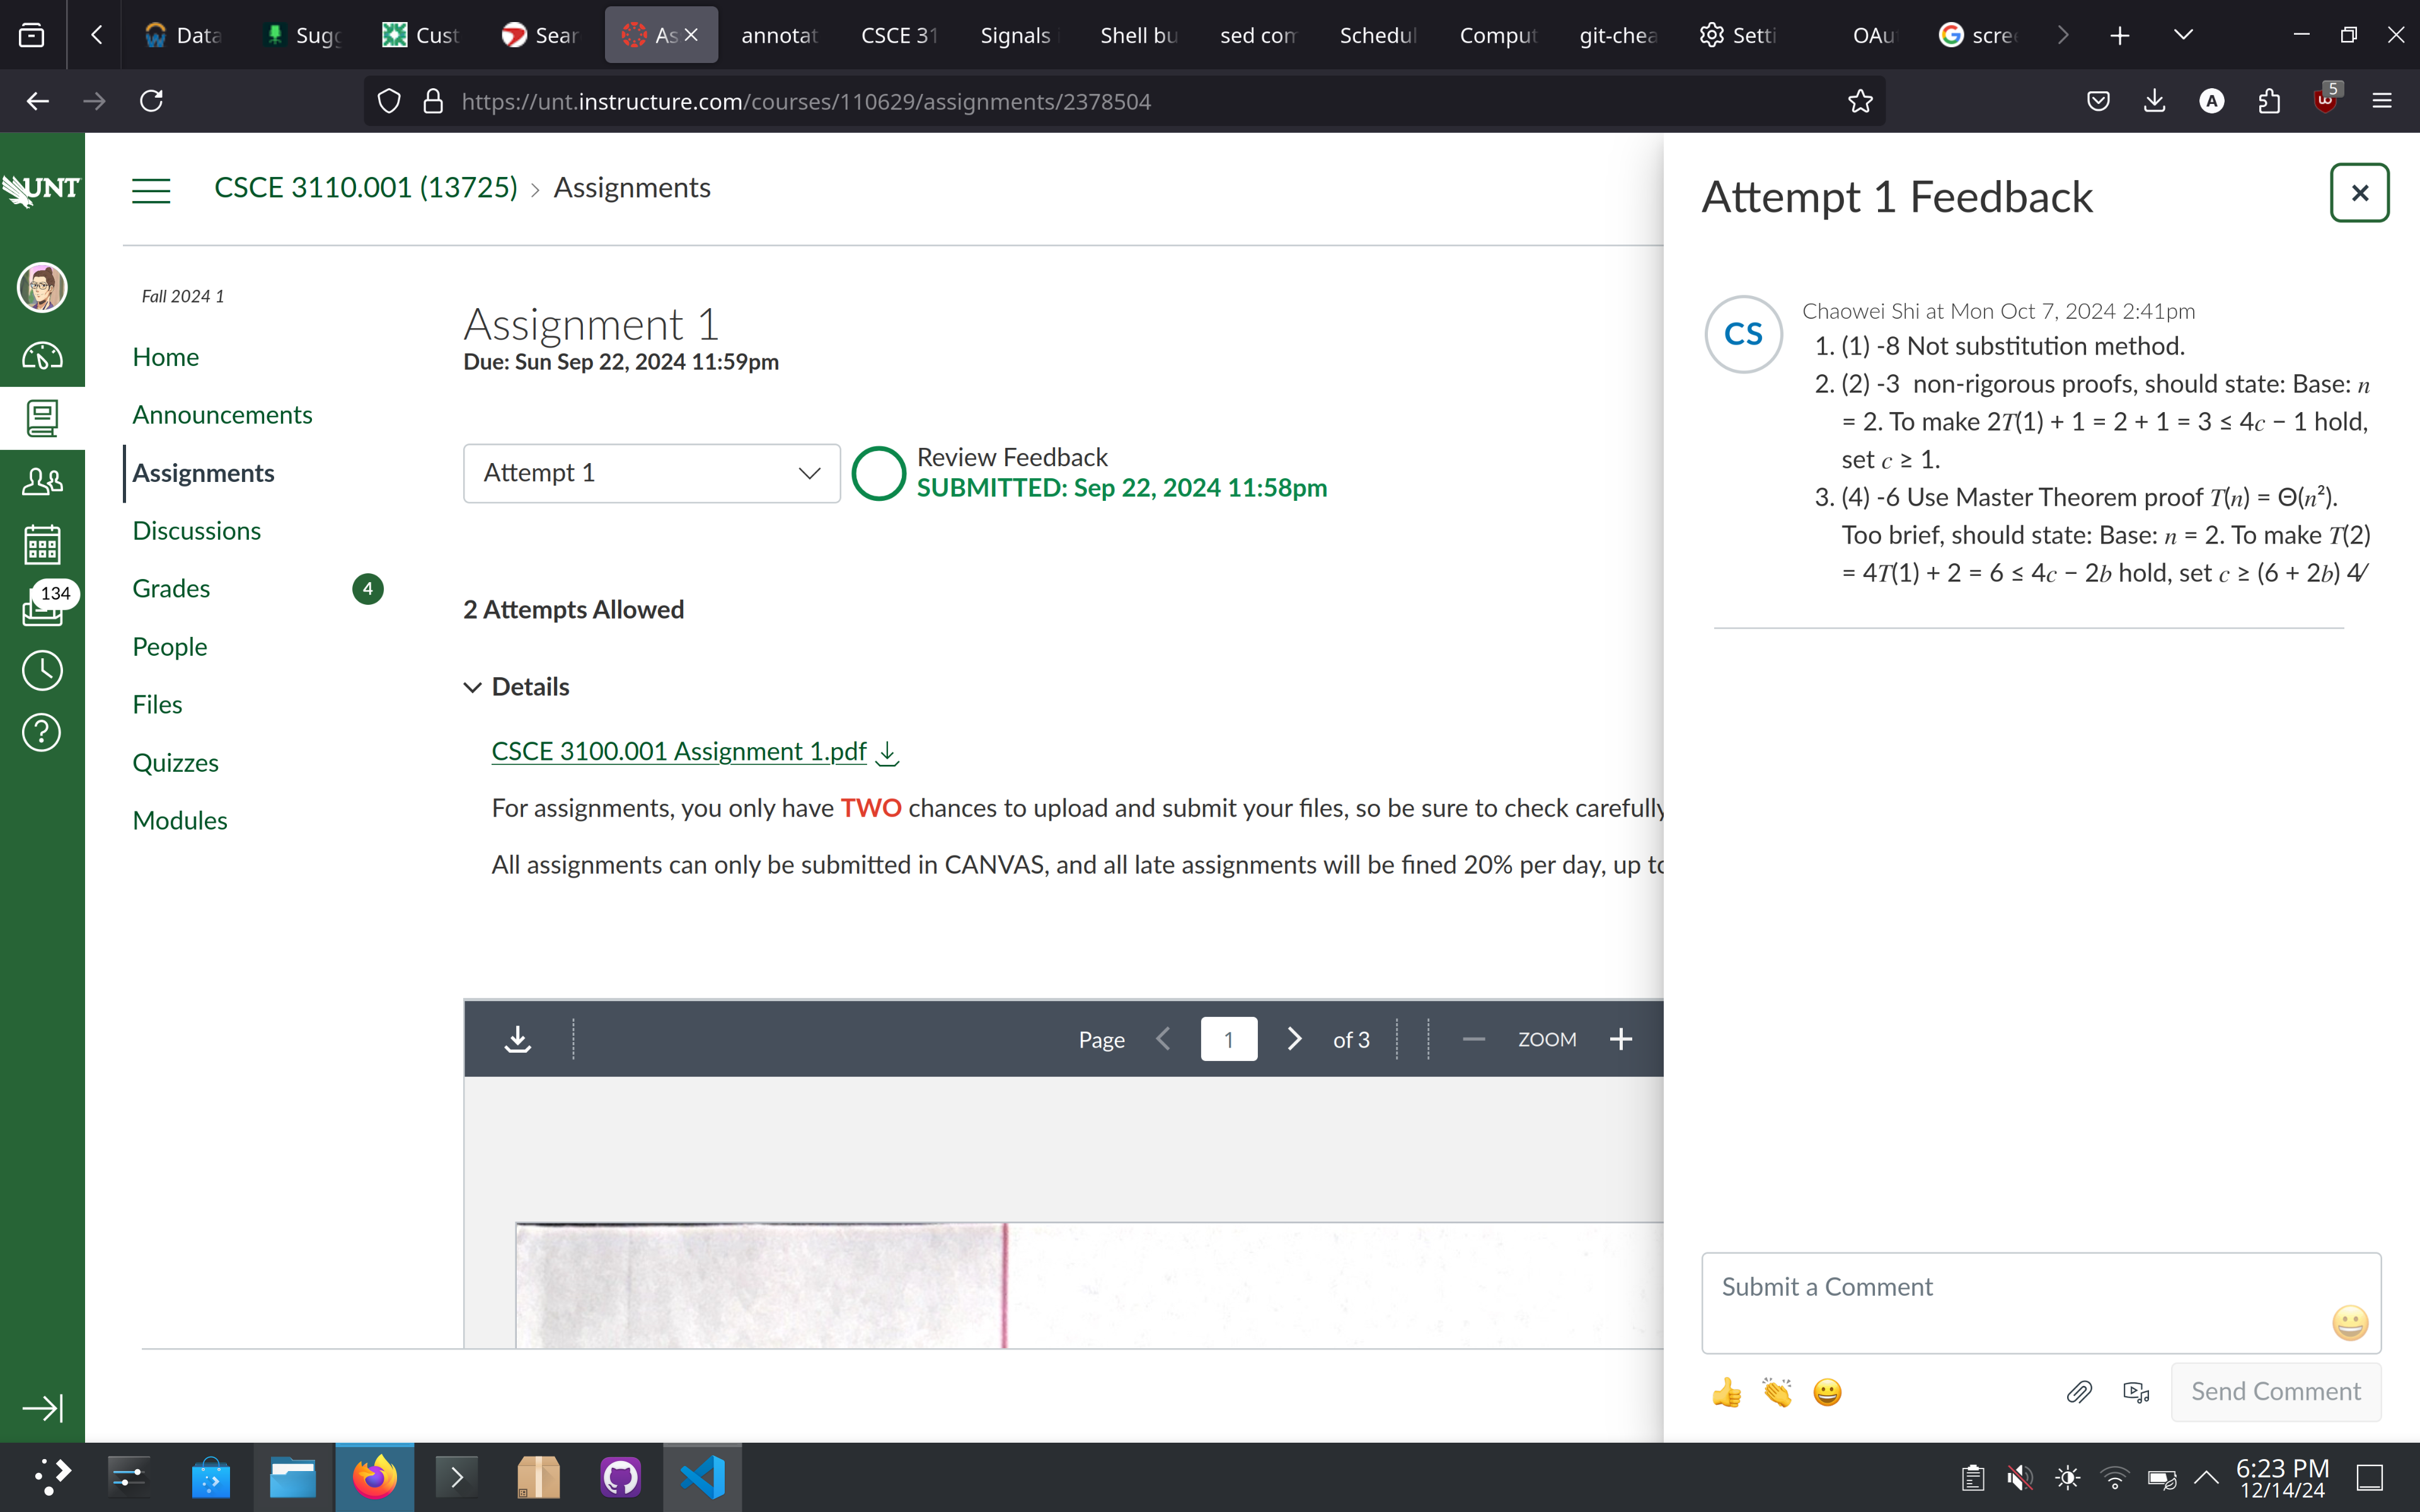 Data
Sugg
Cust
Sear
As
annotat
CSCE 31
Signals
Shell bu
sed com
Schedul
Comput
git-chea
Setti
OAu
scree
https://unt.instructure.com/courses/110629/assignments/2378504
A
5
UNT
CSCE 3110.001 (13725) › Assignments
Fall 2024 1
Home
Announcements
Assignments
Discussions
Grades
4
People
Files
Quizzes
Modules
134
Assignment 1
Due: Sun Sep 22, 2024 11:59pm
Attempt 1
Review Feedback
SUBMITTED: Sep 22, 2024 11:58pm
2 Attempts Allowed
Details
CSCE 3100.001 Assignment 1.pdf
For assignments, you only have TWO chances to upload and submit your files, so be sure to check carefully
All assignments can only be submitted in CANVAS, and all late assignments will be fined 20% per day, up to
Page 1 of 3 ZOOM
Attempt 1 Feedback
CS
Chaowei Shi at Mon Oct 7, 2024 2:41pm
1. (1) -8 Not substitution method.
2. (2) -3 non-rigorous proofs, should state: Base: n
= 2. To make 2T(1) + 1 = 2 + 1 = 3 ≤ 4c − 1 hold,
set c ≥ 1.
3. (4) -6 Use Master Theorem proof T(n) = Θ(n²).
Too brief, should state: Base: n = 2. To make T(2)
= 4T(1) + 2 = 6 ≤ 4c − 2b hold, set c ≥ (6 + 2b) 4∕
Submit a Comment
Send Comment
6:23 PM
12/14/24